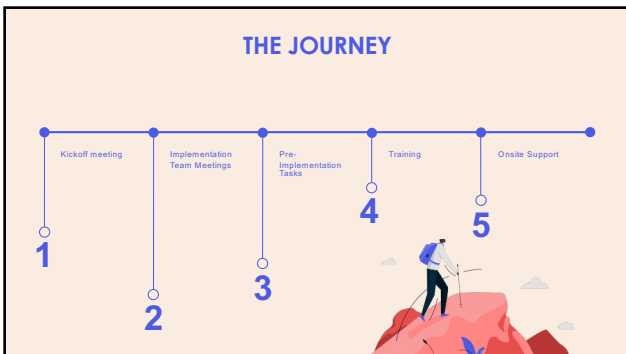 THE JOURNEY
Kickoff meeting
Implementation
Team Meetings
Pre-
Implementation
Tasks
Training
Onsite Support
1
2
3
4
5